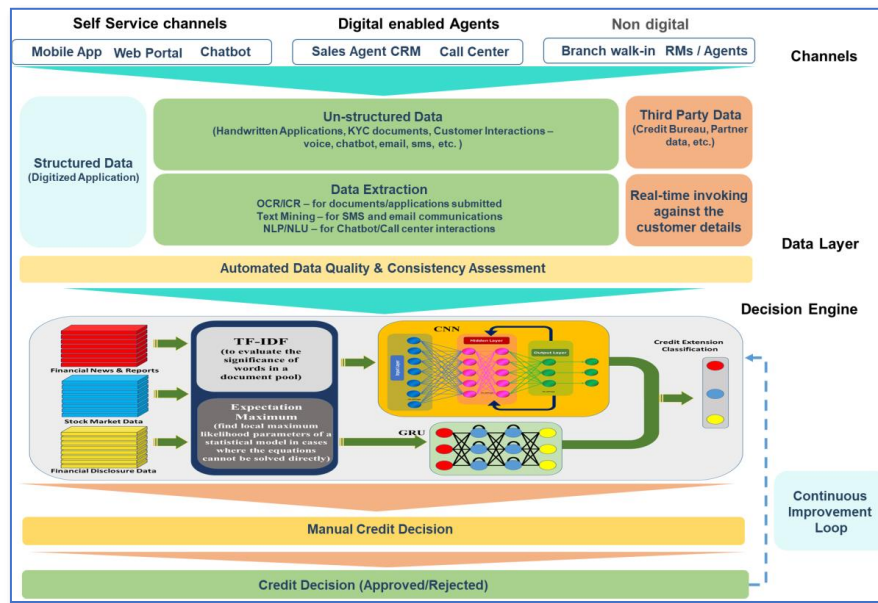 Self Service channels
Digital enabled Agents
Non digital
Mobile App Web Portal Chatbot
Sales Agent CRM Call Center
Branch walk-in RMs / Agents
Channels
Structured Data
(Digitized Application)
Un-structured Data
(Handwritten Applications, KYC documents, Customer Interactions –
voice, chatbot, email, sms, etc. )
Third Party Data
(Credit Bureau, Partner
data, etc.)
Data Extraction
OCR/ICR – for documents/applications submitted
Text Mining – for SMS and email communications
NLP/NLU – for Chatbot/Call center interactions
Real-time invoking
against the
customer details
Data Layer
Automated Data Quality & Consistency Assessment
Decision Engine
Financial News & Reports
Stock Market Data
Financial Disclosure Data
TF-IDF
(to evaluate the
significance of
words in a
document pool)
Expectation
Maximum
(find local maximum
likelihood parameters of a
statistical model in cases
where the equations
cannot be solved directly)
CNN
Hidden Layer
Output Layer
GRU
Credit Extension
Classification
Continuous
Improvement
Loop
Manual Credit Decision
Credit Decision (Approved/Rejected)